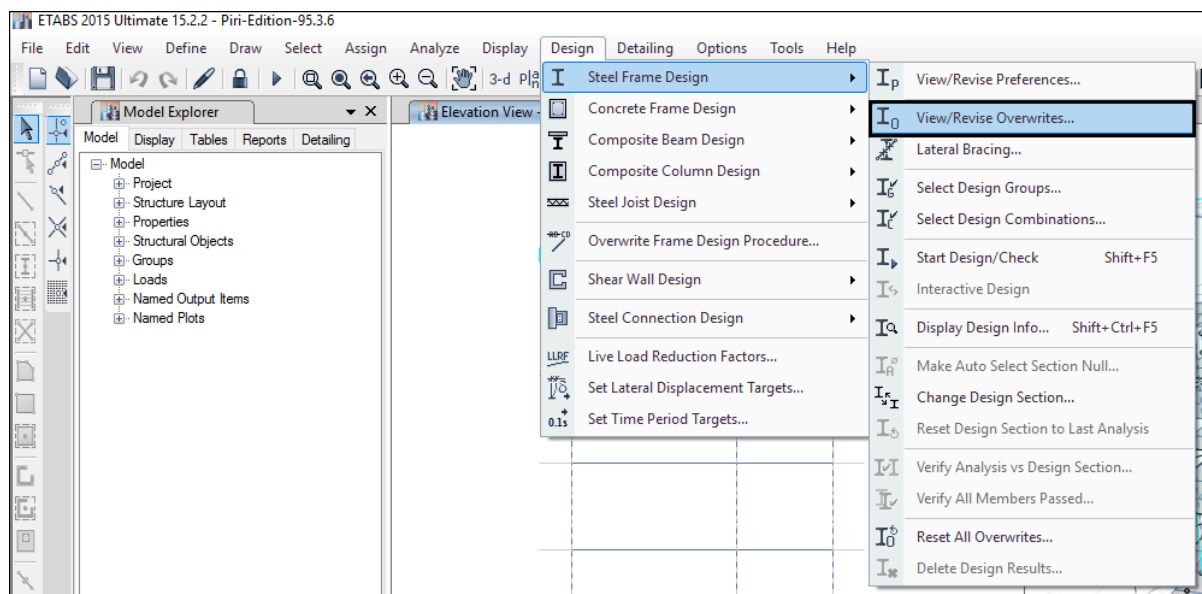 ETABS 2015 Ultimate 15.2.2 - Piri-Edition-95.3.6
File Edit View Define Draw Select Assign Analyze Display Design Detailing Options Tools Help
3-d
Model Explorer
Elevation View -
Model Display Tables Reports Detailing
Model
Project
Structure Layout
Properties
Structural Objects
Groups
Loads
Named Output Items
Named Plots
Steel Frame Design
Concrete Frame Design
Composite Beam Design
Composite Column Design
Steel Joist Design
Overwrite Frame Design Procedure...
Shear Wall Design
Steel Connection Design
LLRF Live Load Reduction Factors...
Set Lateral Displacement Targets...
0.1s Set Time Period Targets...
View/Revise Preferences...
View/Revise Overwrites...
Lateral Bracing...
Select Design Groups...
Select Design Combinations...
Start Design/Check Shift+F5
Interactive Design
Display Design Info... Shift+Ctrl+F5
Make Auto Select Section Null...
Change Design Section...
Reset Design Section to Last Analysis
Verify Analysis vs Design Section...
Verify All Members Passed...
Reset All Overwrites...
Delete Design Results...